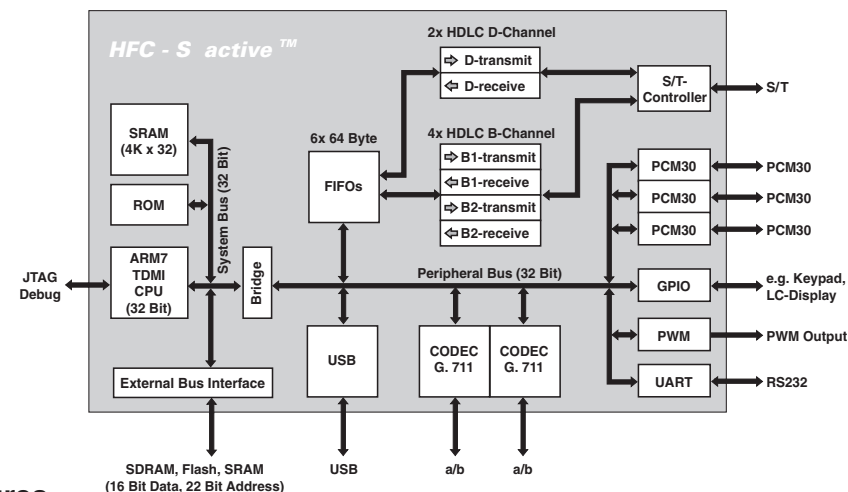 HFC - S active ™
2x HDLC D-Channel
D-transmit
D-receive
S/T-
Controller
S/T
SRAM
(4K x 32)
6x 64 Byte
FIFOs
4x HDLC B-Channel
B1-transmit
B1-receive
B2-transmit
B2-receive
PCM30
PCM30
PCM30
PCM30
PCM30
PCM30
ROM
System Bus (32 Bit)
JTAG
Debug
ARM7
TDMI
CPU
(32 Bit)
Bridge
Peripheral Bus (32 Bit)
GPIO
e.g. Keypad,
LC-Display
USB
CODEC
G. 711
CODEC
G. 711
PWM
PWM Output
External Bus Interface
UART
RS232
SDRAM, Flash, SRAM
(16 Bit Data, 22 Bit Address)
USB
a/b
a/b